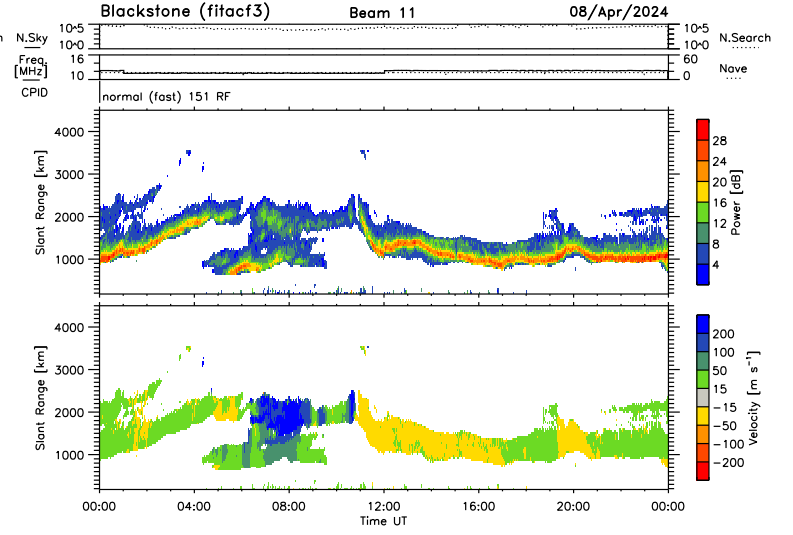 Blackstone (fitacf3) Beam 11 08/Apr/2024
n N.Sky 10^5 10^0 10^5 10^0 N.Search
Freq. [MHz] 16 10 60 0 Nave
CPID normal (fast) 151 RF
Slant Range [km] 4000 3000 2000 1000
Power [dB] 28 24 20 16 12 8 4
Slant Range [km] 4000 3000 2000 1000
Velocity [m s⁻¹] 200 100 50 15 −15 −50 −100 −200
00:00 04:00 08:00 12:00 16:00 20:00 00:00
Time UT